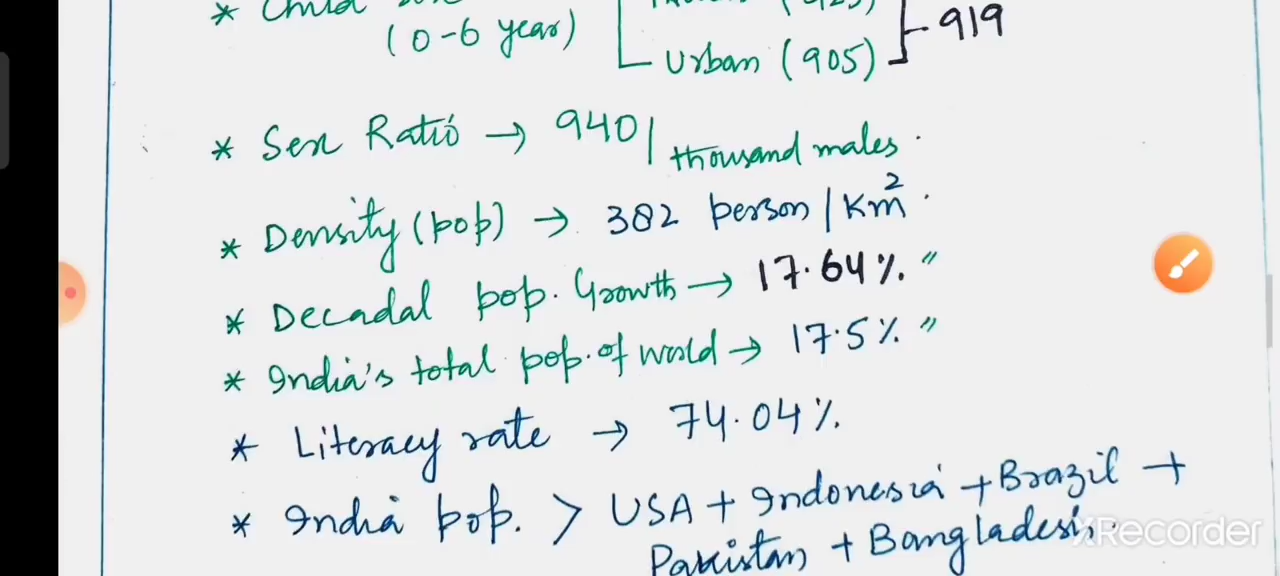 * Child
(0-6 year)
Urban (905)
919
* Sex Ratio → 940/ thousand males.
* Density (pop) → 382 person/Km²
* Decadal pop. Growth → 17.64% "
* India's total pop. of world → 17.5% "
* Literacy rate → 74.04%
* India pop. > USA + Indonesia + Brazil +
Pakistan + Bangladesh
XRecorder